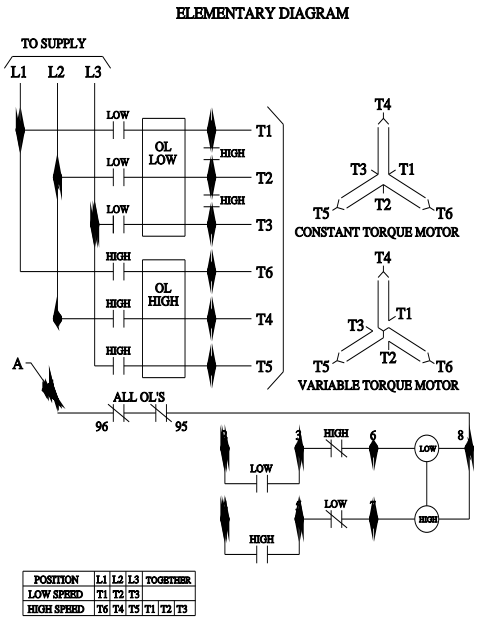 ELEMENTARY DIAGRAM
TO SUPPLY
L1 L2 L3
LOW
T1
OL
LOW
HIGH
LOW
T2
HIGH
LOW
T3
HIGH
T6
OL
HIGH
HIGH
T4
HIGH
T5
T4
T3 T1
T2
T5 T6
CONSTANT TORQUE MOTOR
T4
T1
T3
T2
T5 T6
VARIABLE TORQUE MOTOR
A
ALL OL'S
96 95
3 HIGH 6 8
LOW
LOW
LOW
HIGH
HIGH
POSITION L1 L2 L3 TOGETHER
LOW SPEED T1 T2 T3
HIGH SPEED T6 T4 T5 T1 T2 T3